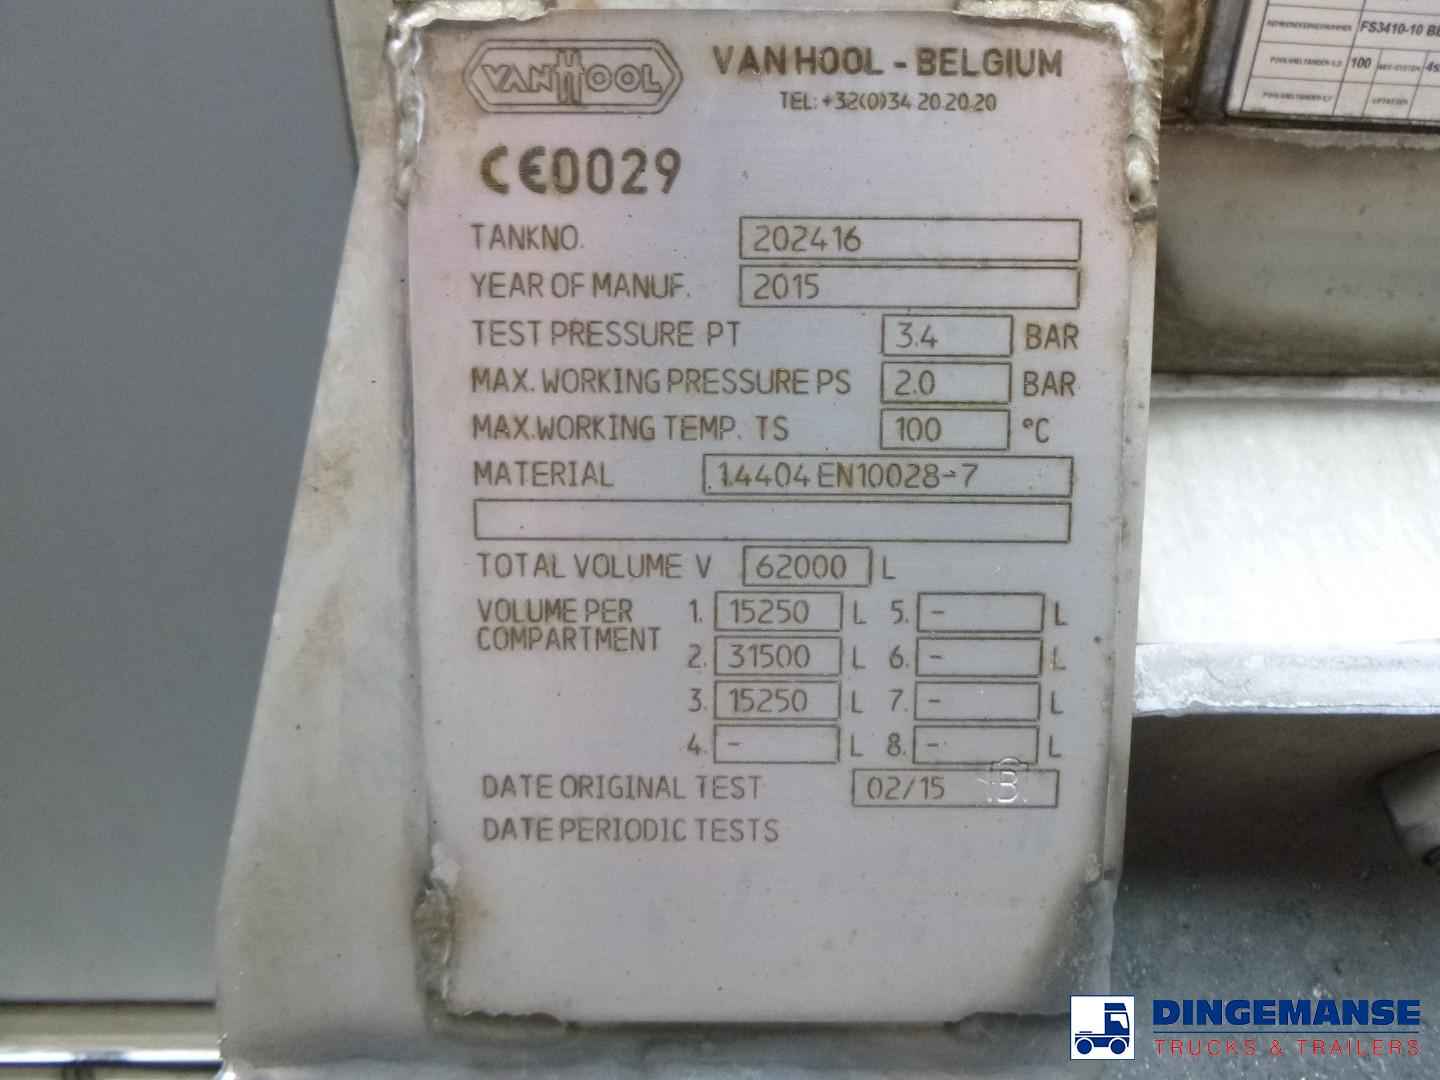 VANHOOL
VAN HOOL - BELGIUM
TEL: +32(0)34 20.20.20
CE0029
TANKNO. 202416
YEAR OF MANUF. 2015
TEST PRESSURE PT 3.4 BAR
MAX. WORKING PRESSURE PS 2.0 BAR
MAX. WORKING TEMP. TS 100 °C
MATERIAL 1.4404 EN10028-7
TOTAL VOLUME V 62000 L
VOLUME PER COMPARTMENT
1. 15250 L 5. - L
2. 31500 L 6. - L
3. 15250 L 7. - L
4. - L 8. - L
DATE ORIGINAL TEST 02/15 B
DATE PERIODIC TESTS
FS3410-10
100
DINGEMANSE
TRUCKS & TRAILERS